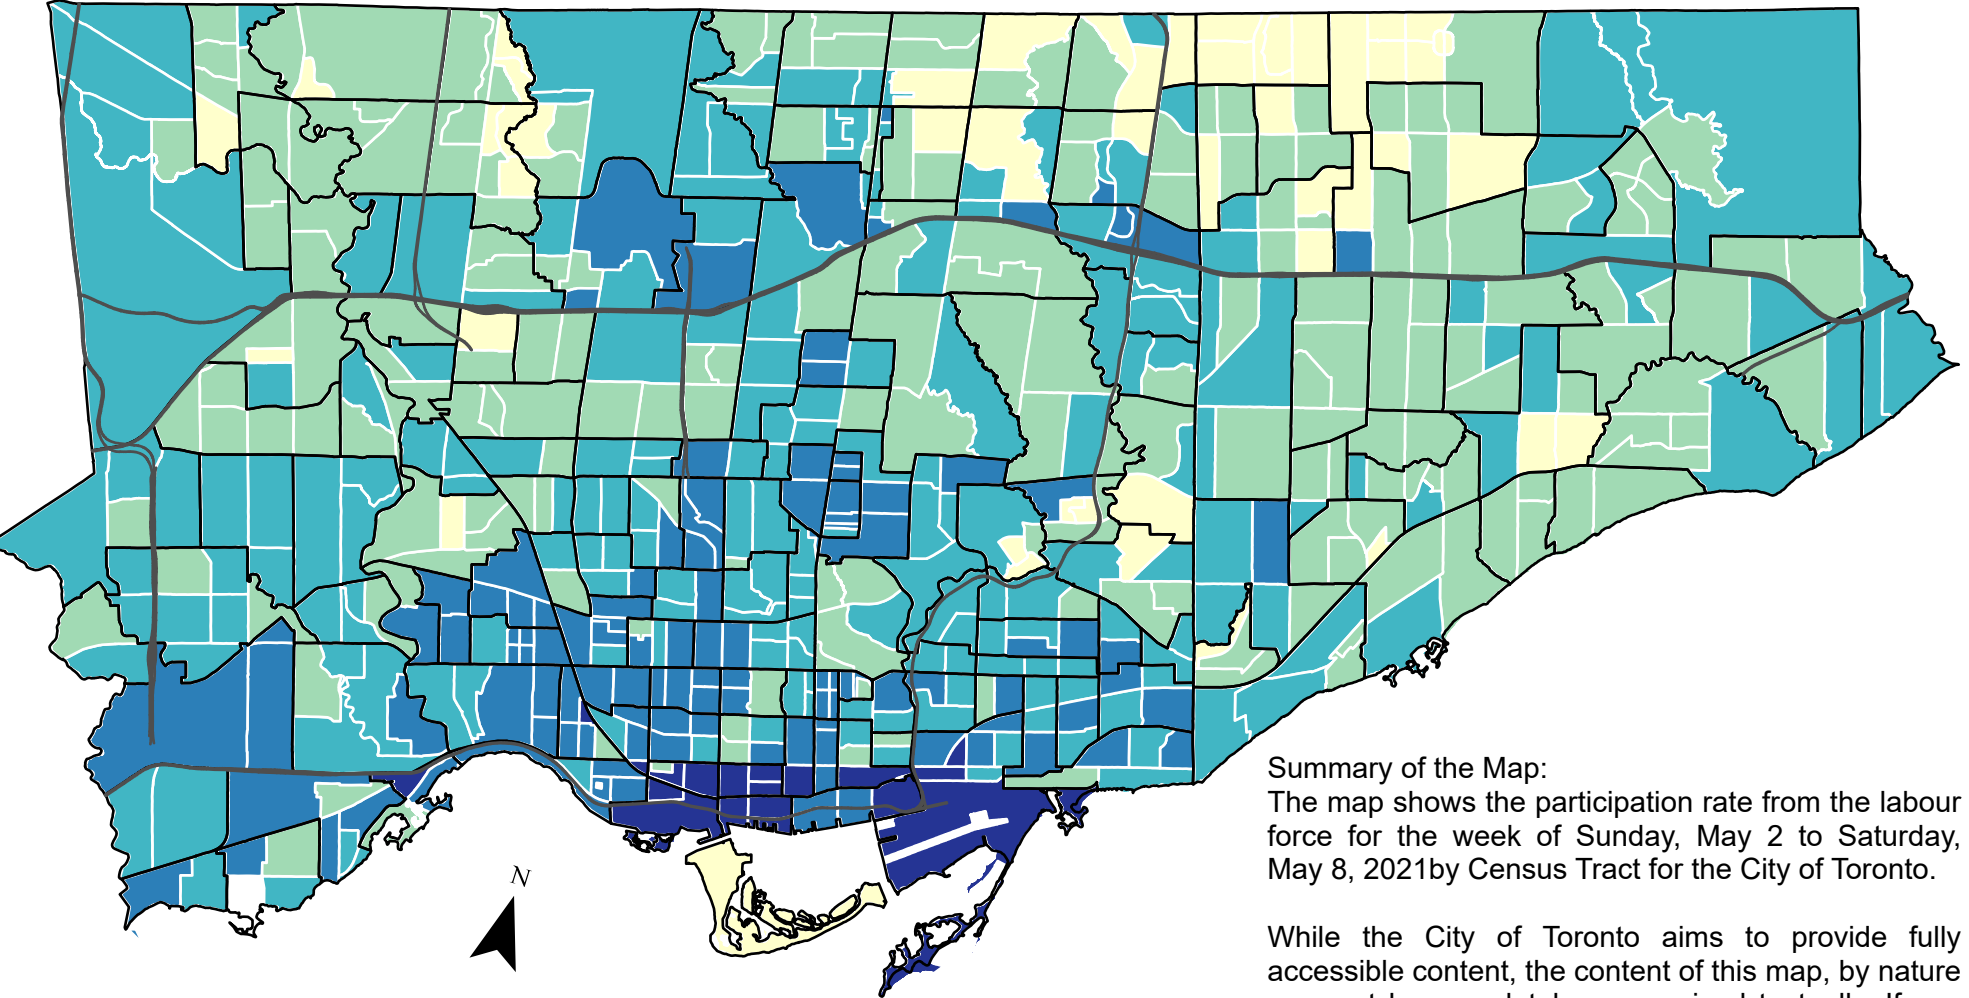 N
Summary of the Map:
The map shows the participation rate from the labour
force for the week of Sunday, May 2 to Saturday,
May 8, 2021by Census Tract for the City of Toronto.
While the City of Toronto aims to provide fully
accessible content, the content of this map, by nature